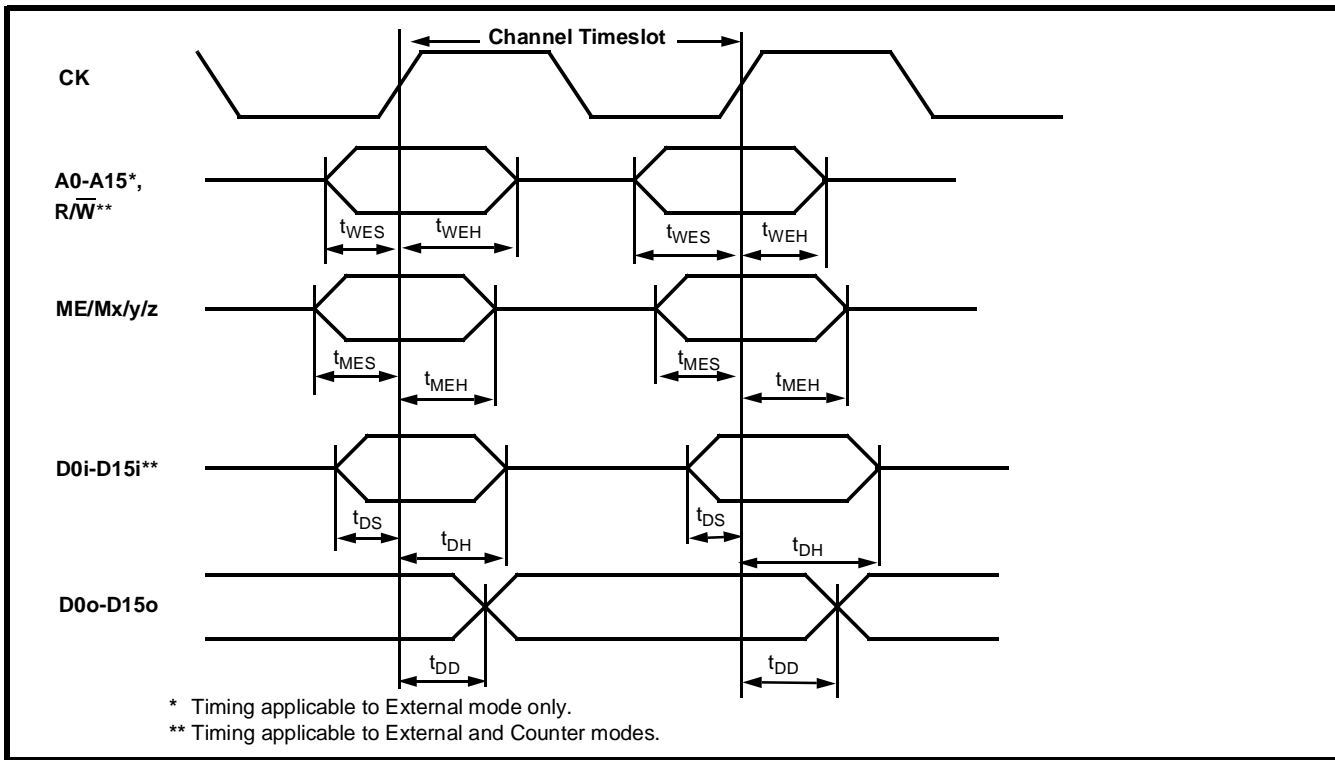 Channel Timeslot
CK
A0-A15*,
R/W̅**
tWES tWEH tWES tWEH
ME/Mx/y/z
tMES tMEH tMES tMEH
D0i-D15i**
tDS tDH tDS tDH
D0o-D15o
tDD tDD
* Timing applicable to External mode only.
** Timing applicable to External and Counter modes.